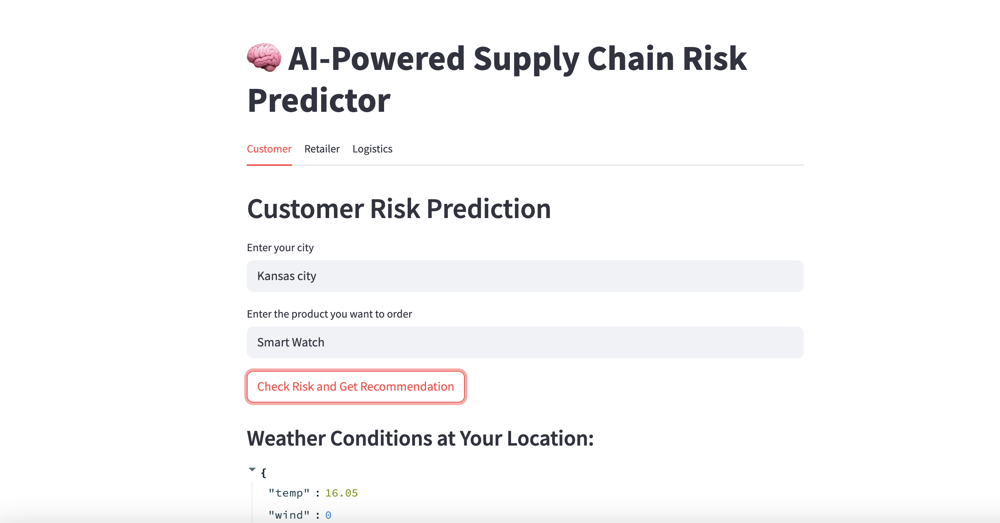 🧠 AI-Powered Supply Chain Risk
Predictor
Customer Retailer Logistics
Customer Risk Prediction
Enter your city
Kansas city
Enter the product you want to order
Smart Watch
Check Risk and Get Recommendation
Weather Conditions at Your Location:
{
"temp" : 16.05
"wind" : 0